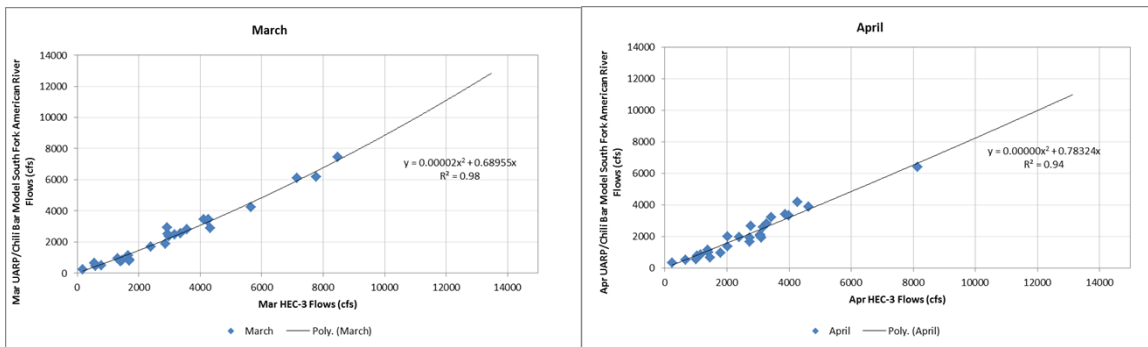 March
Mar UARP/Chili Bar Model South Fork American River
Flows (cfs)
14000
12000
10000
8000
6000
4000
2000
0
y = 0.00002x² + 0.68955x
R² = 0.98
0 2000 4000 6000 8000 10000 12000 14000
Mar HEC-3 Flows (cfs)
March Poly. (March)
April
Apr UARP/Chili Bar Model South Fork American River
Flows (cfs)
14000
12000
10000
8000
6000
4000
2000
0
y = 0.00000x² + 0.78324x
R² = 0.94
0 2000 4000 6000 8000 10000 12000 14000
Apr HEC-3 Flows (cfs)
April Poly. (April)